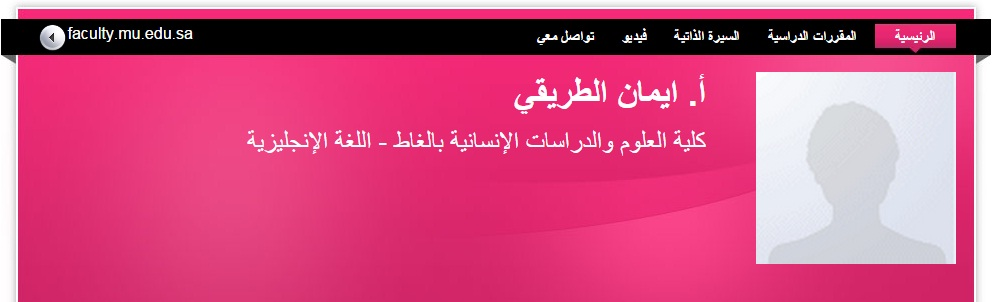 الرئيسية
المقررات الدراسية
السيرة الذاتية
فيديو
تواصل معي
faculty.mu.edu.sa
أ. ايمان الطريقي
كلية العلوم والدراسات الإنسانية بالغاط - اللغة الإنجليزية